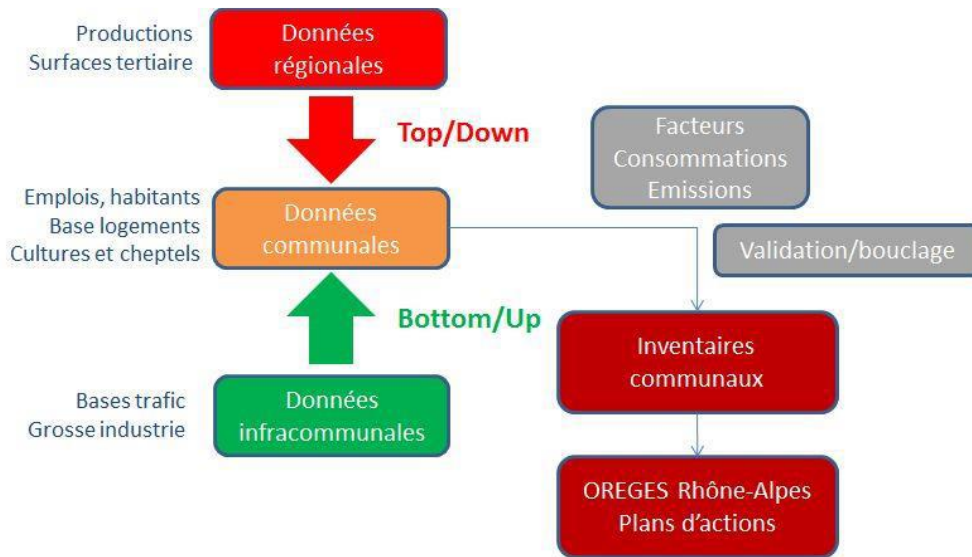 Productions
Surfaces tertiaire
Données
régionales
Top/Down
Facteurs
Consommations
Emissions
Emplois, habitants
Base logements
Cultures et cheptels
Données
communales
Validation/bouclage
Bottom/Up
Inventaires
communaux
Bases trafic
Grosse industrie
Données
infracommunales
OREGES Rhône-Alpes
Plans d'actions